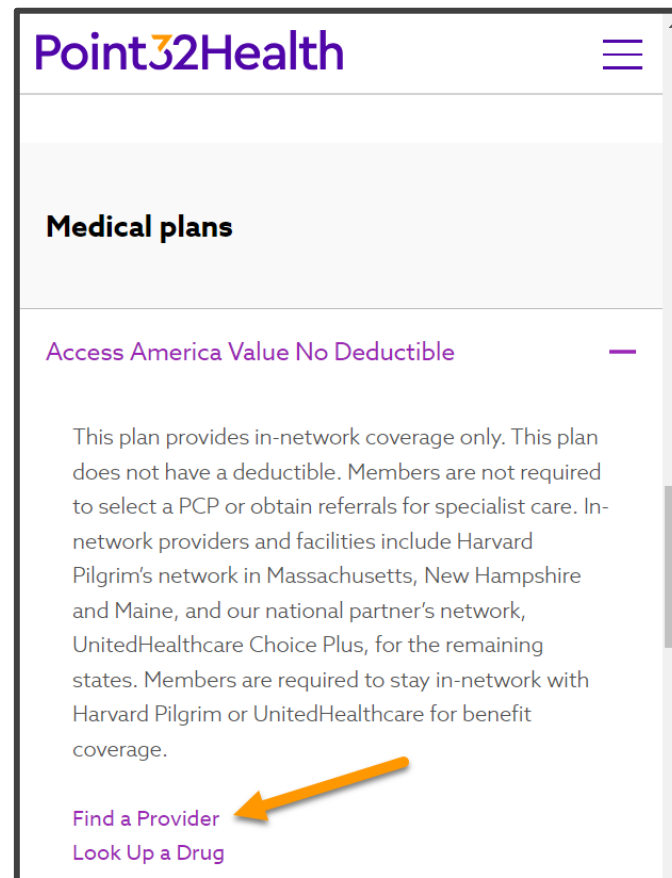 Point32Health
Medical plans
Access America Value No Deductible
This plan provides in-network coverage only. This plan
does not have a deductible. Members are not required
to select a PCP or obtain referrals for specialist care. In-
network providers and facilities include Harvard
Pilgrim's network in Massachusetts, New Hampshire
and Maine, and our national partner's network,
UnitedHealthcare Choice Plus, for the remaining
states. Members are required to stay in-network with
Harvard Pilgrim or UnitedHealthcare for benefit
coverage.
Find a Provider
Look Up a Drug